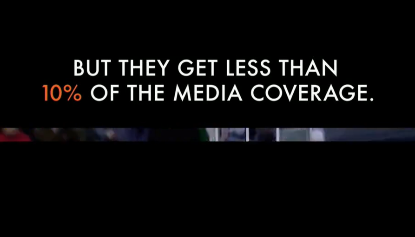 BUT THEY GET LESS THAN
10% OF THE MEDIA COVERAGE.